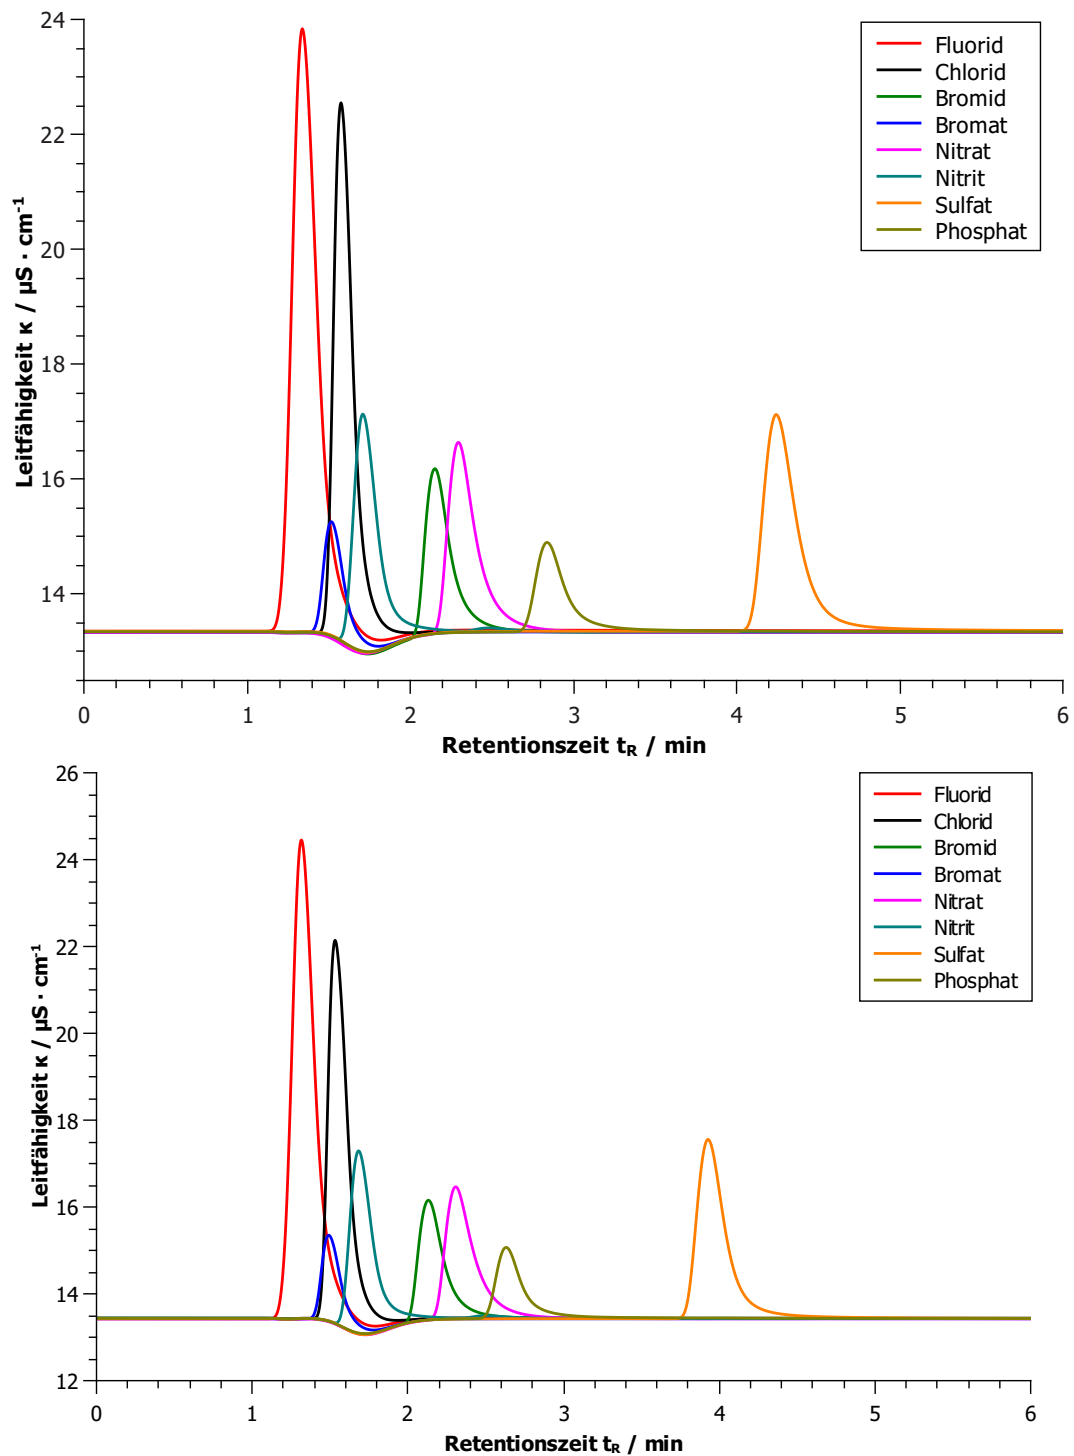 24
22
20
18
16
14
Leitfähigkeit κ / µS · cm⁻¹
Fluorid
Chlorid
Bromid
Bromat
Nitrat
Nitrit
Sulfat
Phosphat
0 1 2 3 4 5 6
Retentionszeit tR / min
26
24
22
20
18
16
14
12
Leitfähigkeit κ / µS · cm⁻¹
Fluorid
Chlorid
Bromid
Bromat
Nitrat
Nitrit
Sulfat
Phosphat
0 1 2 3 4 5 6
Retentionszeit tR / min